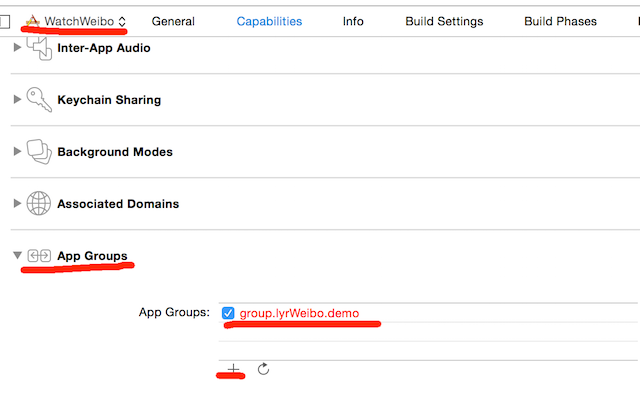 WatchWeibo General Capabilities Info Build Settings Build Phases
Inter-App Audio
Keychain Sharing
Background Modes
Associated Domains
App Groups
App Groups: group.lyrWeibo.demo